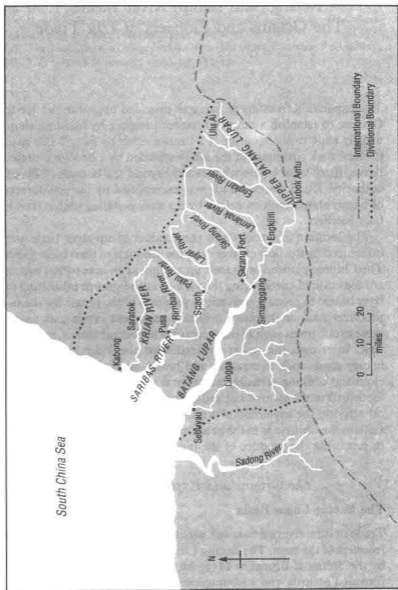 South China Sea
Kabong
Saratok
KRIAN RIVER
Pusa
Rimbas River
Paku River
SARIBAS RIVER
Spaoh
Layar River
Skrang River
Lemanak River
Engkari River
Ulu Ai
UPPER BATANG LUPAR
Lubok Antu
Engkilili
Skrang Fort
BATANG LUPAR
Simanggang
Lingga
Sebuyau
Sadong River
N
0 10 20
miles
International Boundary
Divisional Boundary